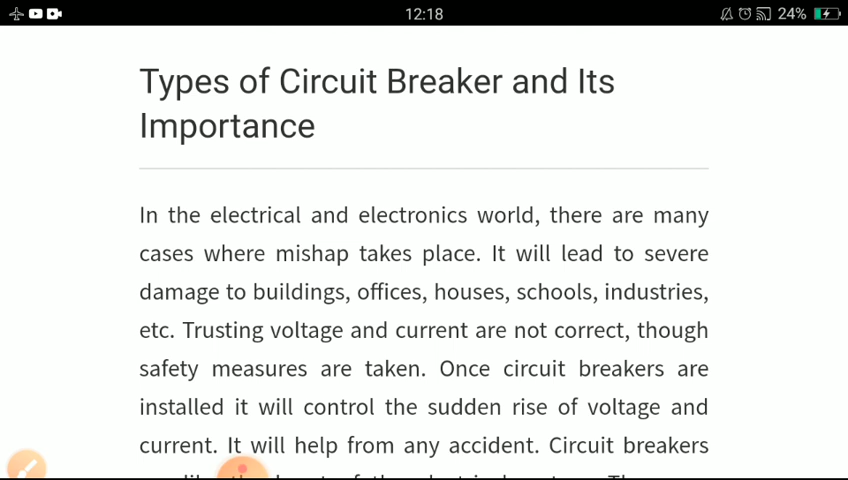 12:18
24%
Types of Circuit Breaker and Its
Importance
In the electrical and electronics world, there are many
cases where mishap takes place. It will lead to severe
damage to buildings, offices, houses, schools, industries,
etc. Trusting voltage and current are not correct, though
safety measures are taken. Once circuit breakers are
installed it will control the sudden rise of voltage and
current. It will help from any accident. Circuit breakers